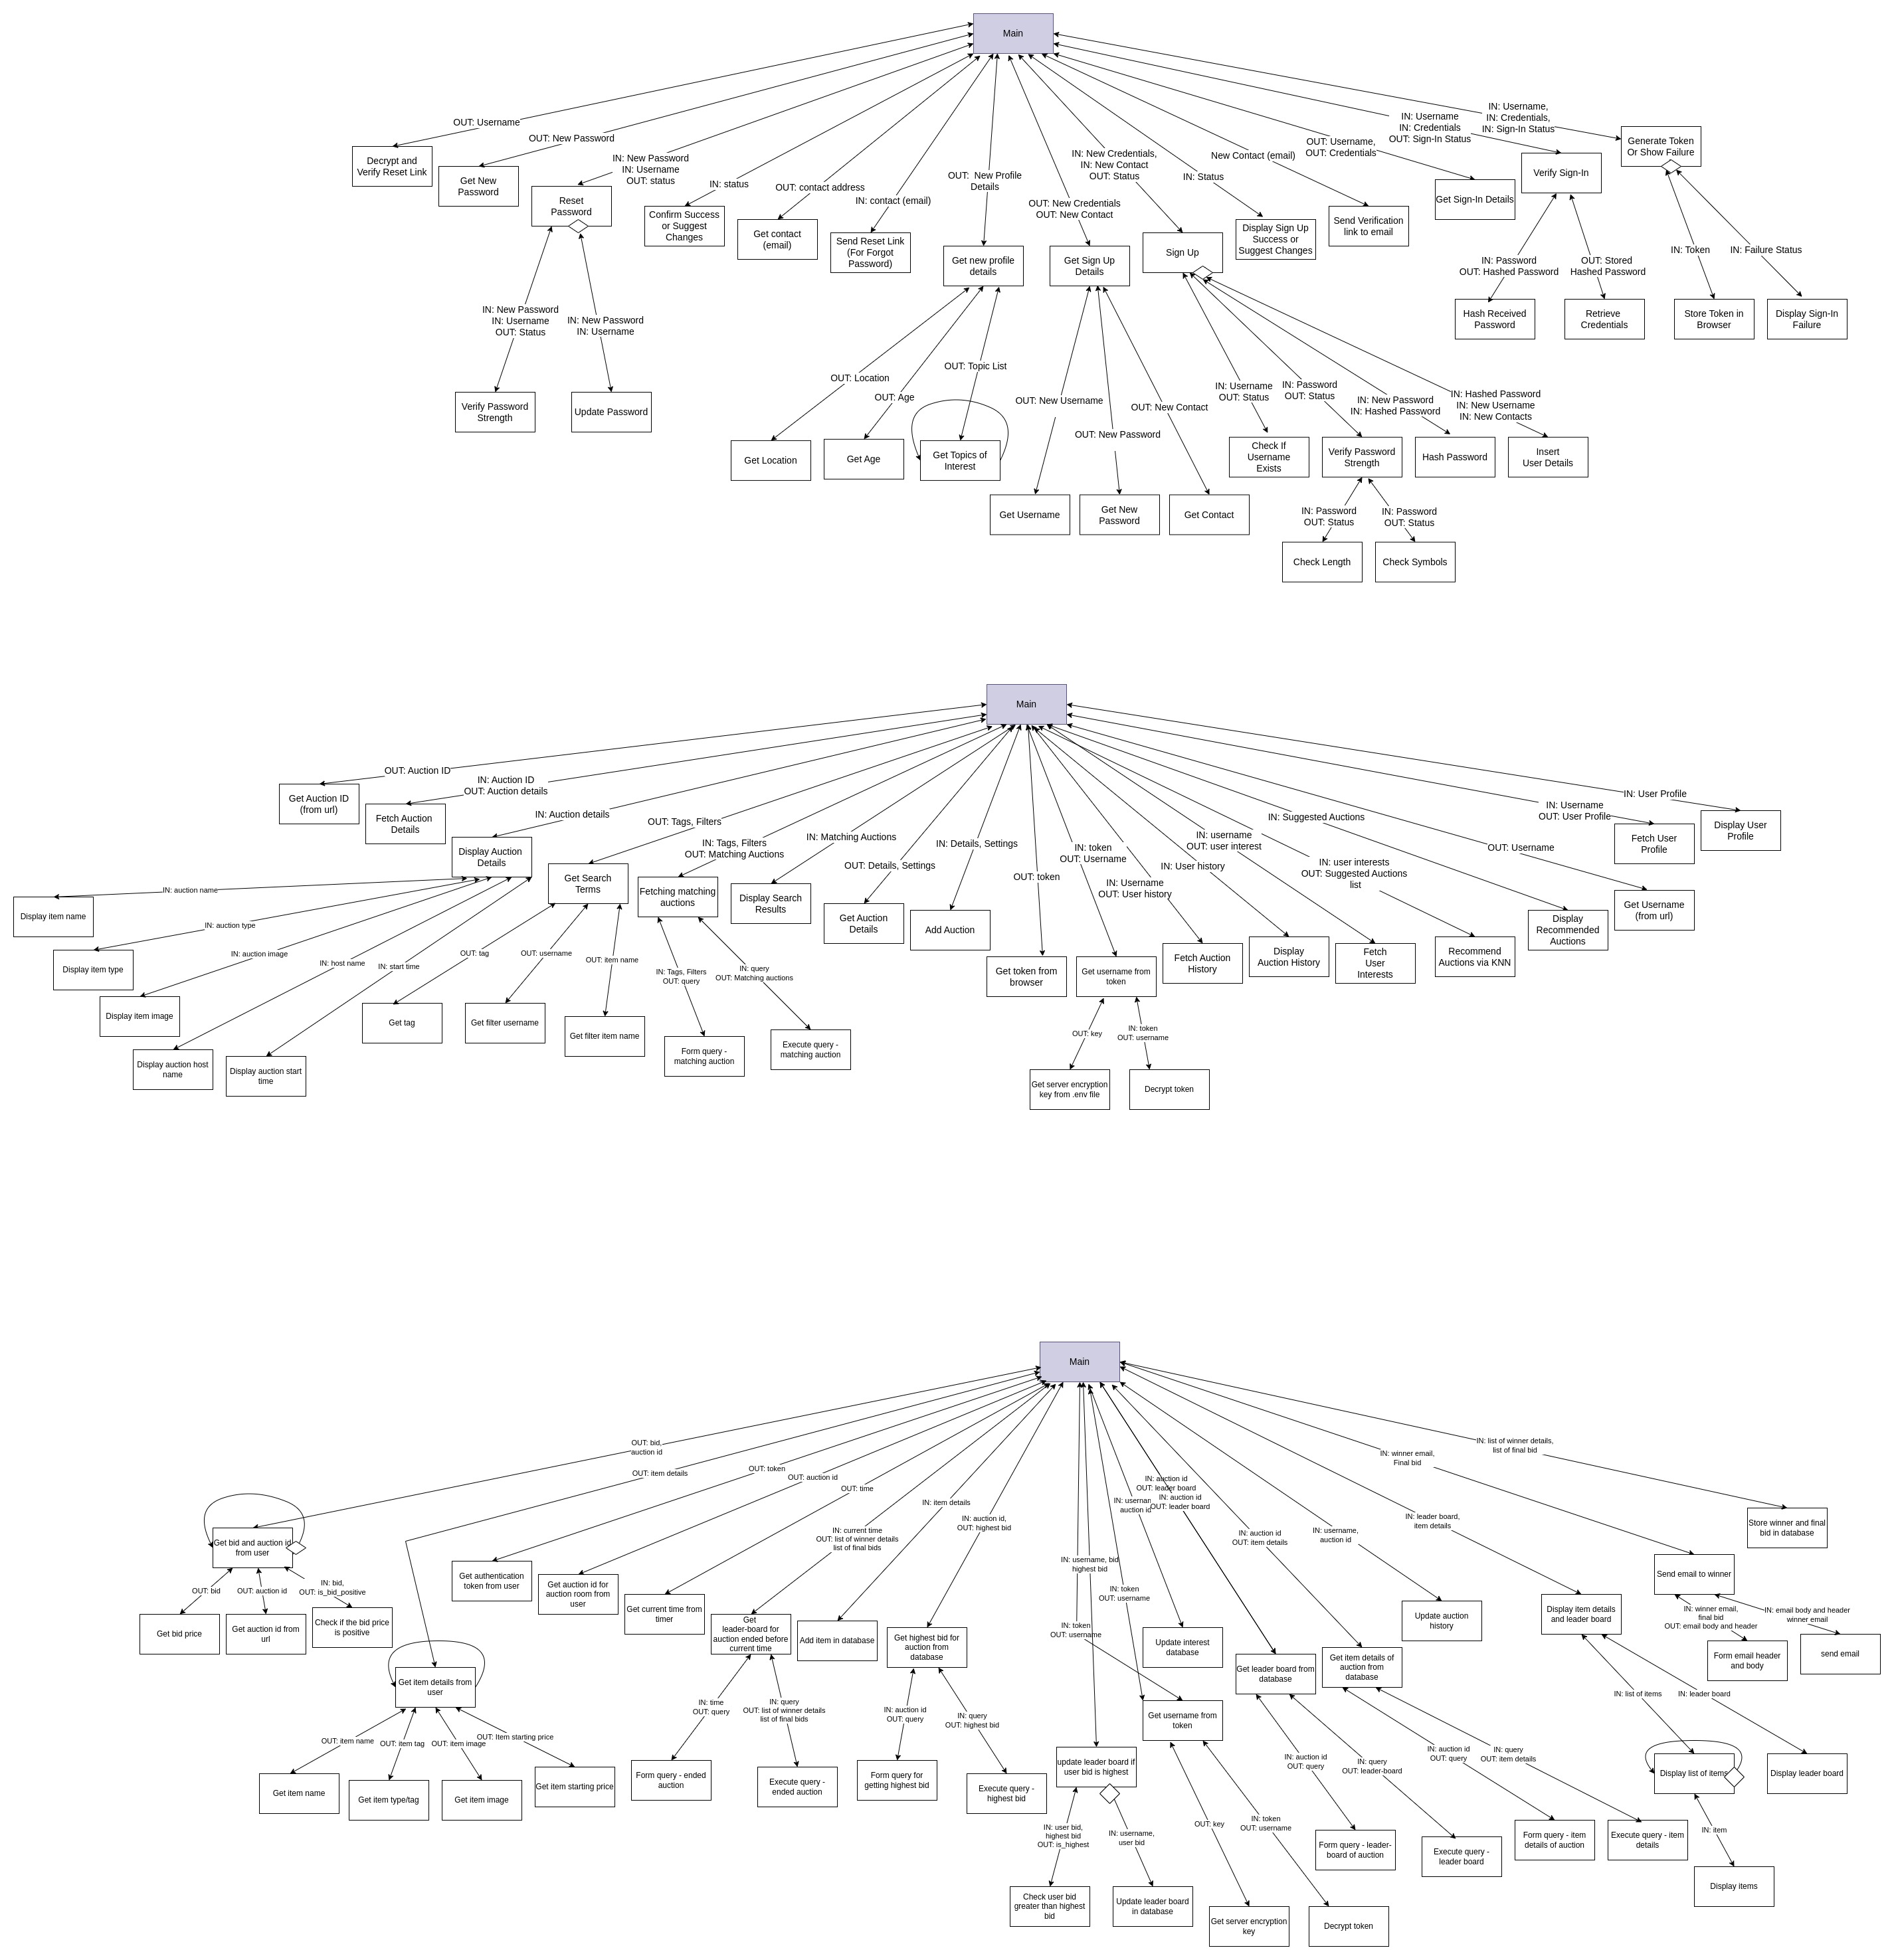 Main
OUT: Username
OUT: New Password
IN: New Password
IN: Username
OUT: status
IN: status
OUT: contact address
IN: contact (email)
OUT:  New Profile
Details
OUT: New Credentials
OUT: New Contact
IN: New Credentials,
IN: New Contact
OUT: Status
IN: Status
New Contact (email)
OUT: Username,
OUT: Credentials
IN: Username
IN: Credentials
OUT: Sign-In Status
IN: Username,
IN: Credentials,
IN: Sign-In Status
Decrypt and
Verify Reset Link
Get New
Password
Reset
Password
Confirm Success
or Suggest
Changes
Get contact
(email)
Send Reset Link
(For Forgot
Password)
Get new profile
details
Get Sign Up
Details
Sign Up
Display Sign Up
Success or
Suggest Changes
Send Verification
link to email
Get Sign-In Details
Verify Sign-In
Generate Token
Or Show Failure
IN: New Password
IN: Username
OUT: Status
IN: New Password
IN: Username
IN: Password
OUT: Hashed Password
OUT: Stored
Hashed Password
IN: Token
IN: Failure Status
Hash Received
Password
Retrieve
Credentials
Store Token in
Browser
Display Sign-In
Failure
Verify Password
Strength
Update Password
OUT: Location
OUT: Age
OUT: Topic List
OUT: New Username
OUT: New Password
OUT: New Contact
IN: Username
OUT: Status
IN: Password
OUT: Status
IN: New Password
IN: Hashed Password
IN: Hashed Password
IN: New Username
IN: New Contacts
Get Location
Get Age
Get Topics of
Interest
Get Username
Get New
Password
Get Contact
Check If
Username
Exists
Verify Password
Strength
Hash Password
Insert
User Details
IN: Password
OUT: Status
IN: Password
OUT: Status
Check Length
Check Symbols
Main
OUT: Auction ID
IN: Auction ID
OUT: Auction details
IN: Auction details
OUT: Tags, Filters
IN: Tags, Filters
OUT: Matching Auctions
IN: Matching Auctions
OUT: Details, Settings
IN: Details, Settings
OUT: token
IN: token
OUT: Username
IN: Username
OUT: User history
IN: User history
IN: username
OUT: user interest
IN: user interests
OUT: Suggested Auctions
list
IN: Suggested Auctions
OUT: Username
IN: Username
OUT: User Profile
IN: User Profile
Get Auction ID
(from url)
Fetch Auction
Details
Display Auction
Details
Get Search
Terms
Fetching matching
auctions
Display Search
Results
Get Auction
Details
Add Auction
Get token from
browser
Get username from
token
Fetch Auction
History
Display
Auction History
Fetch
User
Interests
Recommend
Auctions via KNN
Display
Recommended
Auctions
Get Username
(from url)
Fetch User
Profile
Display User
Profile
IN: auction name
IN: auction type
IN: auction image
IN: host name
IN: start time
OUT: tag
OUT: username
OUT: item name
IN: Tags, Filters
OUT: query
IN: query
OUT: Matching auctions
OUT: key
IN: token
OUT: username
Display item name
Display item type
Display item image
Display auction host
name
Display auction start
time
Get tag
Get filter username
Get filter item name
Form query -
matching auction
Execute query -
matching auction
Get server encryption
key from .env file
Decrypt token
Main
OUT: bid,
auction id
OUT: item details
OUT: token
OUT: auction id
OUT: time
IN: current time
OUT: list of winner details
list of final bids
IN: item details
IN: auction id,
OUT: highest bid
IN: username, bid
highest bid
IN: token
OUT: username
IN: token
OUT: username
auction id
IN: auction id
OUT: leader board
IN: auction id
OUT: leader board
IN: auction id
OUT: item details
IN: username,
auction id
IN: leader board,
item details
IN: winner email,
Final bid
IN: list of winner details,
list of final bid
Get bid and auction id
from user
Get item details from
user
Get authentication
token from user
Get auction id for
auction room from
user
Get current time from
timer
Get
leader-board for
auction ended before
current time
Add item in database
Get highest bid for
auction from
database
update leader board if
user bid is highest
Get username from
token
Update interest
database
Get leader board from
database
Get item details of
auction from
database
Update auction
history
Display item details
and leader board
Send email to winner
Store winner and final
bid in database
OUT: bid
OUT: auction id
IN: bid,
OUT: is_bid_positive
Get bid price
Get auction id from
url
Check if the bid price
is positive
OUT: item name
OUT: item tag
OUT: item image
OUT: Item starting price
Get item name
Get item type/tag
Get item image
Get item starting price
IN: time
OUT: query
IN: query
OUT: list of winner details
list of final bids
Form query - ended
auction
Execute query -
ended auction
IN: auction id
OUT: query
IN: query
OUT: highest bid
Form query for
getting highest bid
Execute query -
highest bid
IN: user bid,
highest bid
OUT: is_highest
IN: username,
user bid
Check user bid
greater than highest
bid
Update leader board
in database
OUT: key
IN: token
OUT: username
Get server encryption
key
Decrypt token
IN: auction id
OUT: query
IN: query
OUT: leader-board
Form query - leader-
board of auction
Execute query -
leader board
IN: auction id
OUT: query
IN: query
OUT: item details
Form query - item
details of auction
Execute query - item
details
IN: list of items
IN: leader board
Display list of items
Display leader board
IN: item
Display items
IN: winner email,
final bid
OUT: email body and header
IN: email body and header
winner email
Form email header
and body
send email